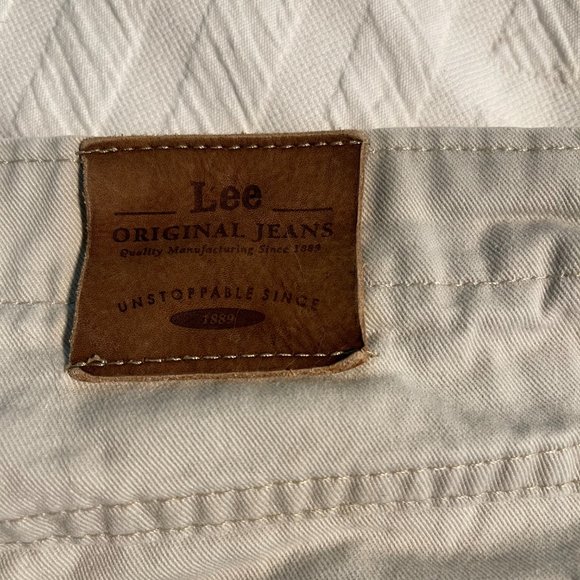 Lee
ORIGINAL JEANS
Quality Manufacturing Since 1889
UNSTOPPABLE SINCE
1889